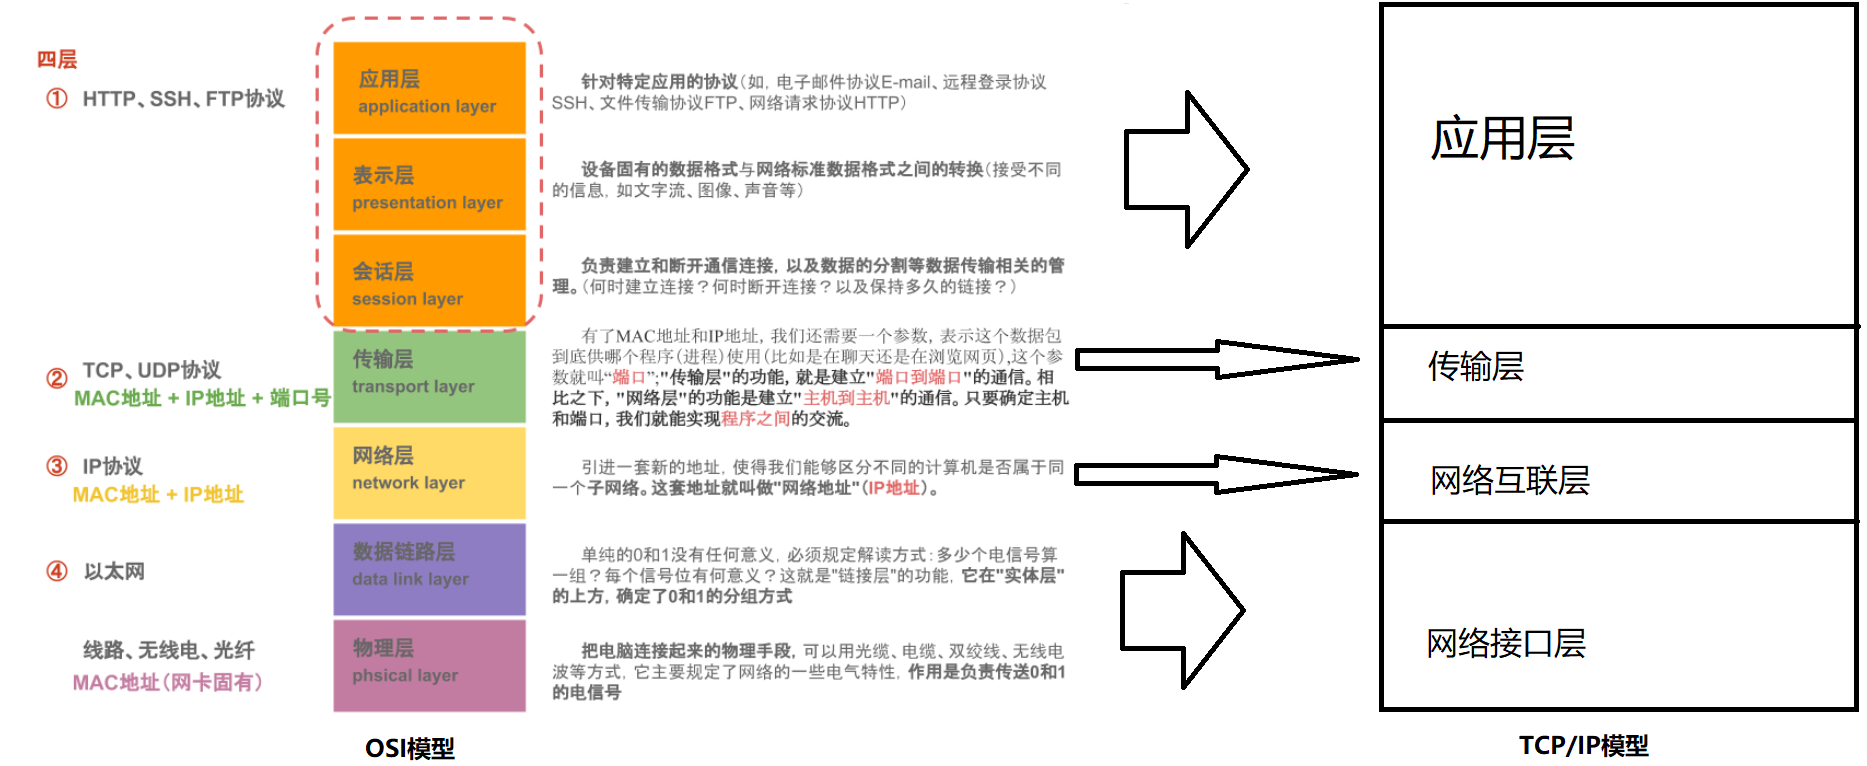 四层
① HTTP、SSH、FTP协议
应用层
application layer
针对特定应用的协议(如,电子邮件协议E-mail、远程登录协议
SSH、文件传输协议FTP、网络请求协议HTTP)
表示层
presentation layer
设备固有的数据格式与网络标准数据格式之间的转换(接受不同
的信息,如文字流、图像、声音等)
会话层
session layer
负责建立和断开通信连接,以及数据的分割等数据传输相关的管
理。(何时建立连接?何时断开连接?以及保持多久的链接?)
② TCP、UDP协议
MAC地址 + IP地址 + 端口号
传输层
transport layer
有了MAC地址和IP地址,我们还需要一个参数,表示这个数据包
到底供哪个程序(进程)使用(比如是在聊天还是在浏览网页),这个参
数就叫“端口”;"传输层"的功能,就是建立"端口到端口"的通信。相
比之下,"网络层"的功能是建立"主机到主机"的通信。只要确定主机
和端口,我们就能实现程序之间的交流。
③ IP协议
MAC地址 + IP地址
网络层
network layer
引进一套新的地址,使得我们能够区分不同的计算机是否属于同
一个子网络。这套地址就叫做"网络地址"(IP地址)。
④ 以太网
数据链路层
data link layer
单纯的0和1没有任何意义,必须规定解读方式:多少个电信号算
一组?每个信号位有何意义?这就是"链接层"的功能,它在"实体层"
的上方,确定了0和1的分组方式
线路、无线电、光纤
MAC地址(网卡固有)
物理层
phsical layer
把电脑连接起来的物理手段,可以用光缆、电缆、双绞线、无线电
波等方式,它主要规定了网络的一些电气特性,作用是负责传送0和1
的电信号
OSI模型
应用层
传输层
网络互联层
网络接口层
TCP/IP模型